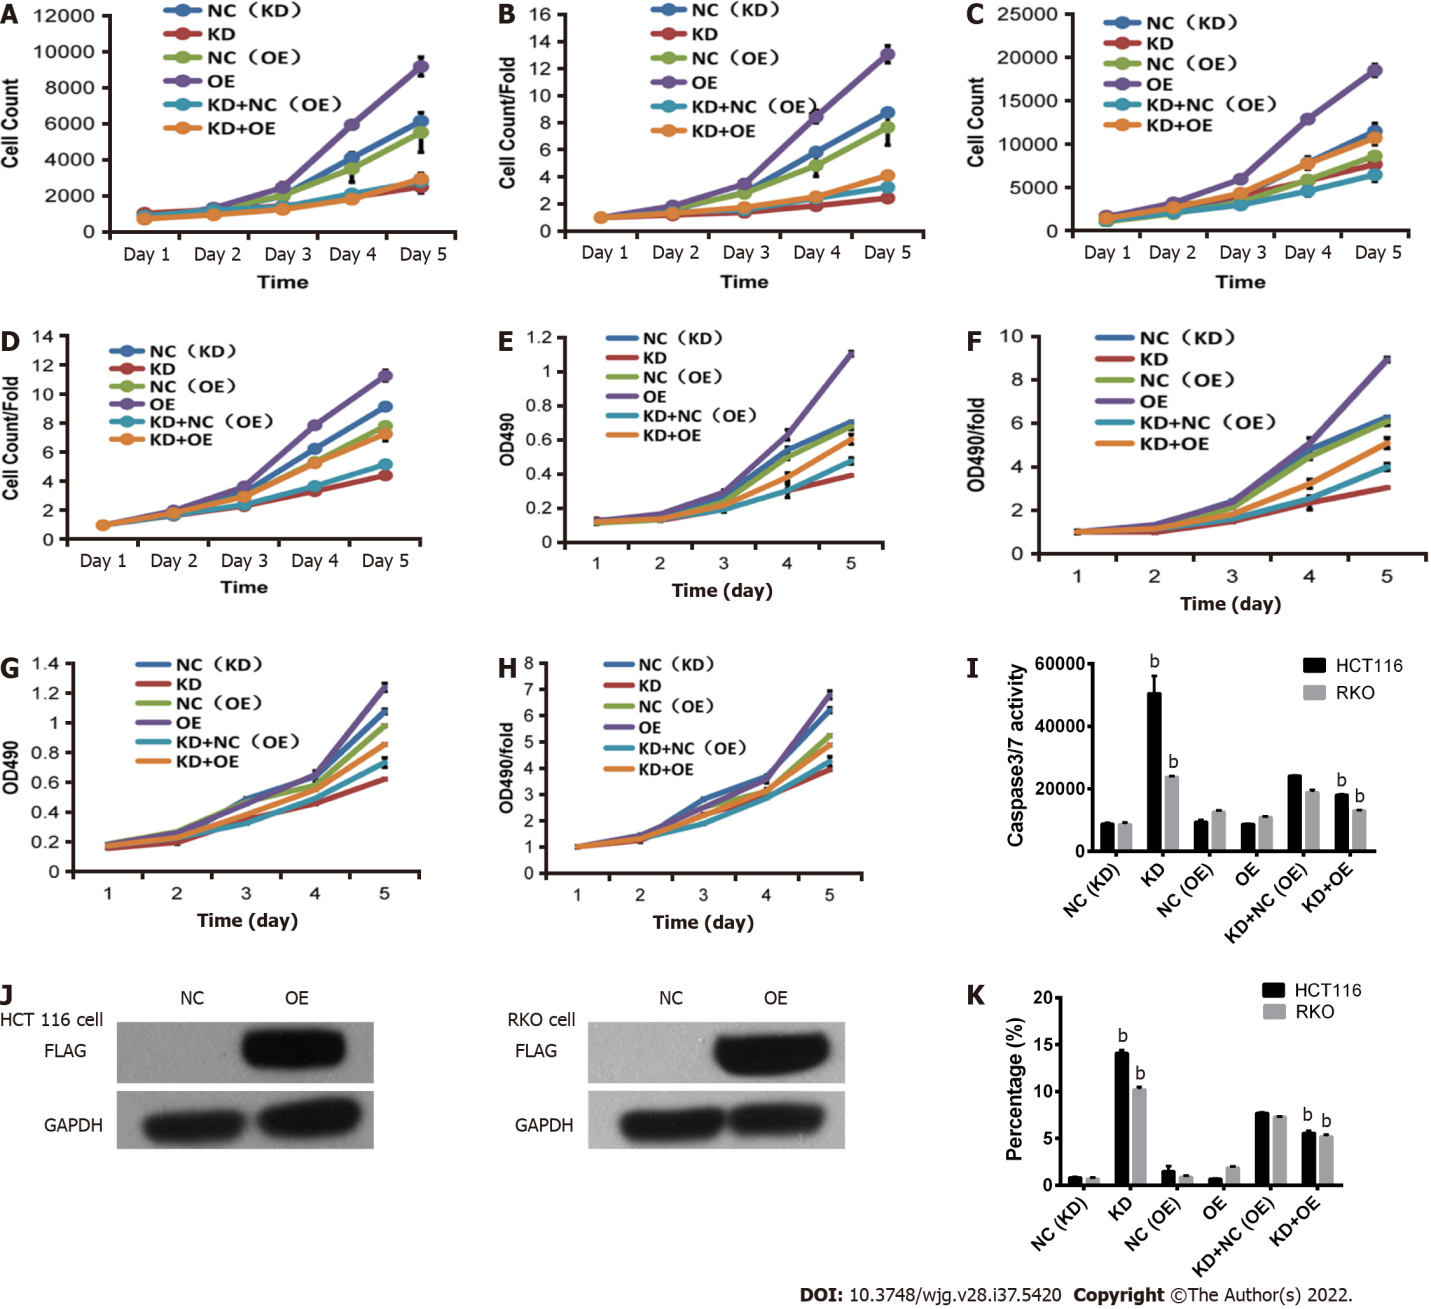 A
12000
10000
8000
6000
4000
2000
0
Cell Count
NC（KD）
KD
NC（OE）
OE
KD+NC（OE）
KD+OE
Day 1 Day 2 Day 3 Day 4 Day 5
Time
B
16
14
12
10
8
6
4
2
0
Cell Count/Fold
NC（KD）
KD
NC（OE）
OE
KD+NC（OE）
KD+OE
Day 1 Day 2 Day 3 Day 4 Day 5
Time
C
25000
20000
15000
10000
5000
0
Cell Count
NC（KD）
KD
NC（OE）
OE
KD+NC（OE）
KD+OE
Day 1 Day 2 Day 3 Day 4 Day 5
Time
D
14
12
10
8
6
4
2
0
Cell Count/Fold
NC（KD）
KD
NC（OE）
OE
KD+NC（OE）
KD+OE
Day 1 Day 2 Day 3 Day 4 Day 5
Time
E
1.2
1
0.8
0.6
0.4
0.2
0
OD490
NC（KD）
KD
NC（OE）
OE
KD+NC（OE）
KD+OE
1 2 3 4 5
Time (day)
F
10
8
6
4
2
0
OD490/fold
NC（KD）
KD
NC（OE）
OE
KD+NC（OE）
KD+OE
1 2 3 4 5
Time (day)
G
1.4
1.2
1
0.8
0.6
0.4
0.2
0
OD490
NC（KD）
KD
NC（OE）
OE
KD+NC（OE）
KD+OE
1 2 3 4 5
Time (day)
H
8
7
6
5
4
3
2
1
0
OD490/fold
NC（KD）
KD
NC（OE）
OE
KD+NC（OE）
KD+OE
1 2 3 4 5
Time (day)
I
60000
40000
20000
0
Caspase3/7 activity
HCT116
RKO
b
b
b
b
NC (KD)
KD
NC (OE)
OE
KD+NC (OE)
KD+OE
J
NC OE
HCT 116 cell
FLAG
GAPDH
NC OE
RKO cell
FLAG
GAPDH
K
20
15
10
5
0
Percentage (%)
HCT116
RKO
b
b
b b
NC (KD)
KD
NC (OE)
OE
KD+NC (OE)
KD+OE
DOI: 10.3748/wjg.v28.i37.5420 Copyright ©The Author(s) 2022.